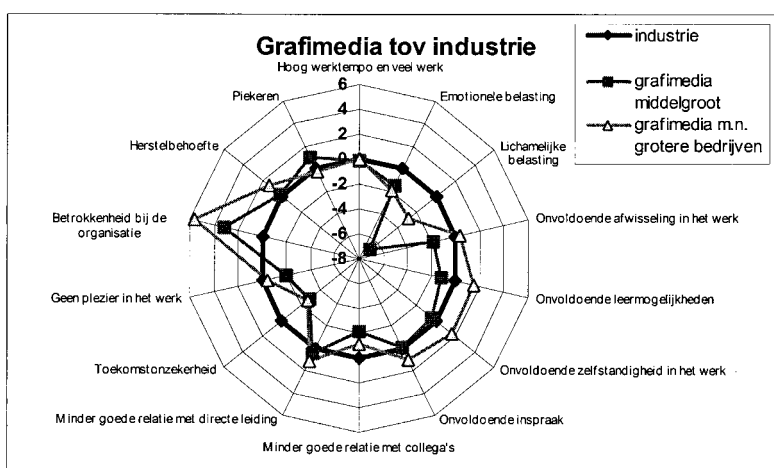 Grafimedia tov industrie
industrie
grafimedia
middelgroot
grafimedia m.n.
grotere bedrijven
Hoog werktempo en veel werk
Emotionele belasting
Lichamelijke
belasting
Onvoldoende afwisseling in het werk
Onvoldoende leermogelijkheden
Onvoldoende zelfstandigheid in het werk
Onvoldoende inspraak
Minder goede relatie met collega's
Minder goede relatie met directe leiding
Toekomstonzekerheid
Geen plezier in het werk
Betrokkenheid bij de
organisatie
Herstelbehoefte
Piekeren
6
4
2
0
-2
-4
-6
-8